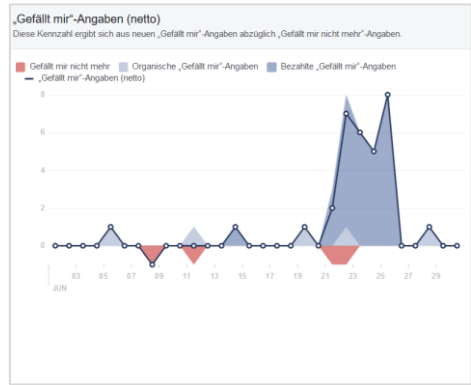 „Gefällt mir“-Angaben (netto)
Diese Kennzahl ergibt sich aus neuen „Gefällt mir“-Angaben abzüglich „Gefällt mir nicht mehr“-Angaben.
Gefällt mir nicht mehr Organische „Gefällt mir“-Angaben Bezahlte „Gefällt mir“-Angaben
„Gefällt mir“-Angaben (netto)
8
6
4
2
0
03 05 07 09 11 13 15 17 19 21 23 25 27 29
JUN